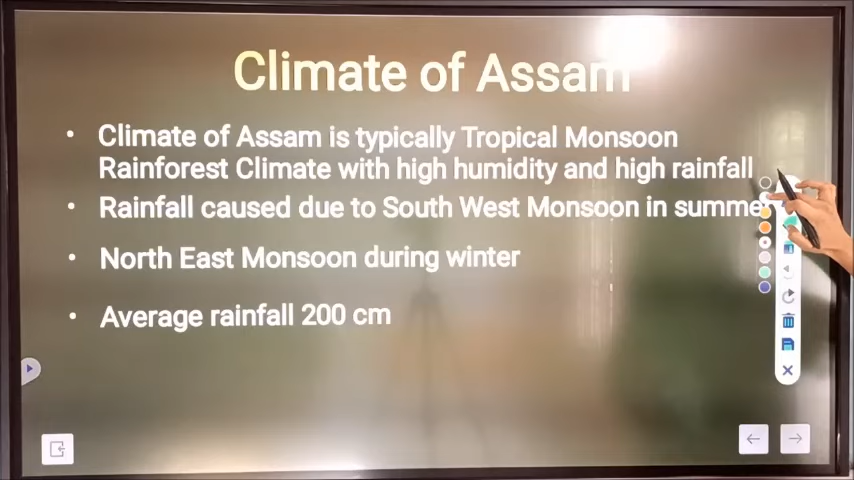 Climate of Assam
• Climate of Assam is typically Tropical Monsoon
Rainforest Climate with high humidity and high rainfall
• Rainfall caused due to South West Monsoon in summer
• North East Monsoon during winter
• Average rainfall 200 cm